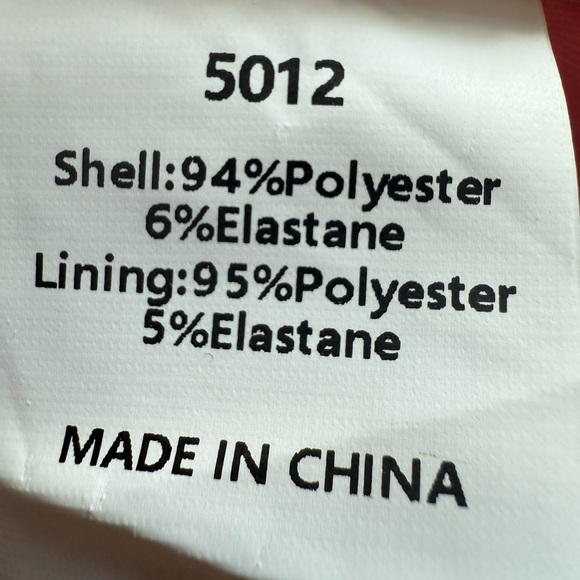 5012
Shell:94%Polyester
6%Elastane
Lining:95%Polyester
5%Elastane
MADE IN CHINA